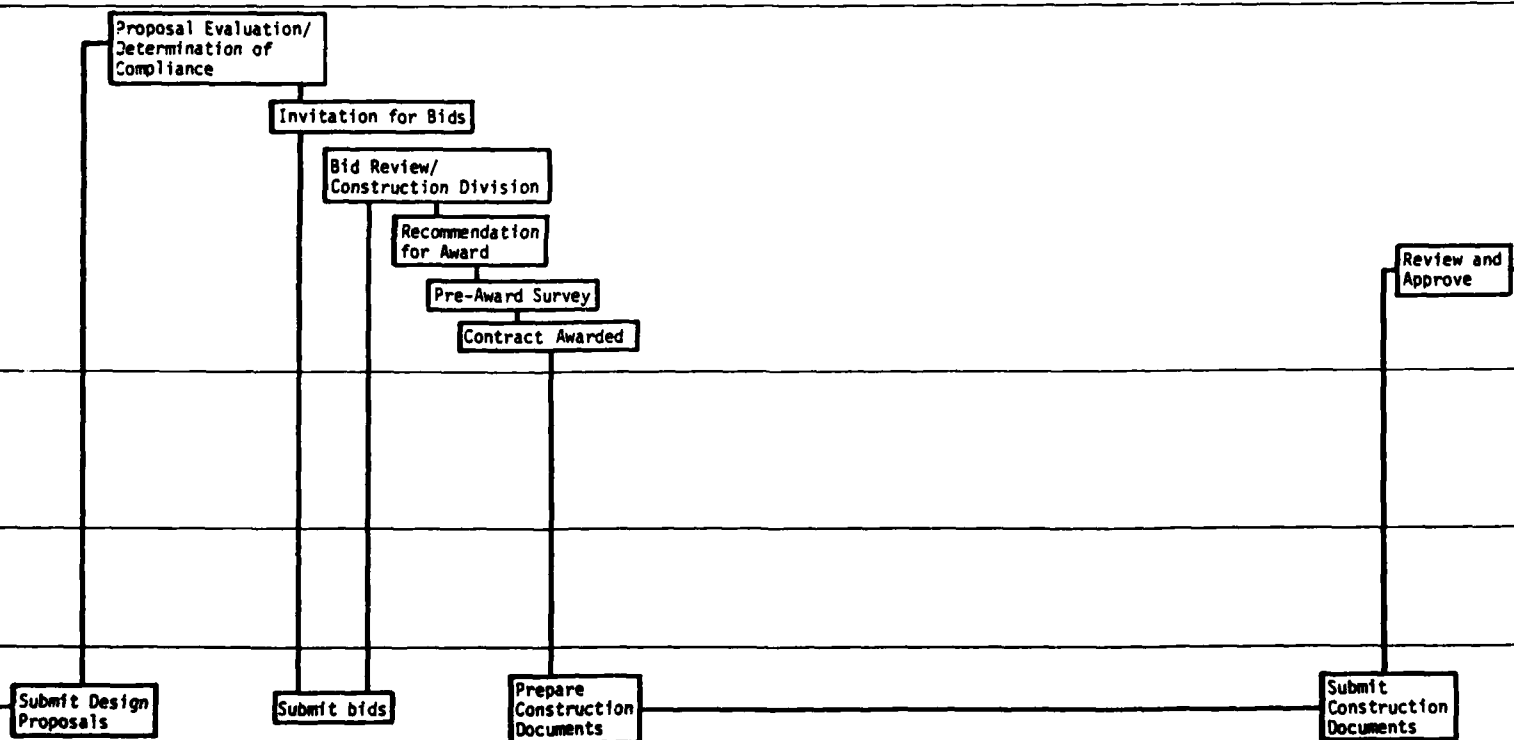 Proposal Evaluation/
Determination of
Compliance
Invitation for Bids
Bid Review/
Construction Division
Recommendation
for Award
Pre-Award Survey
Contract Awarded
Review and
Approve
Submit Design
Proposals
Submit bids
Prepare
Construction
Documents
Submit
Construction
Documents